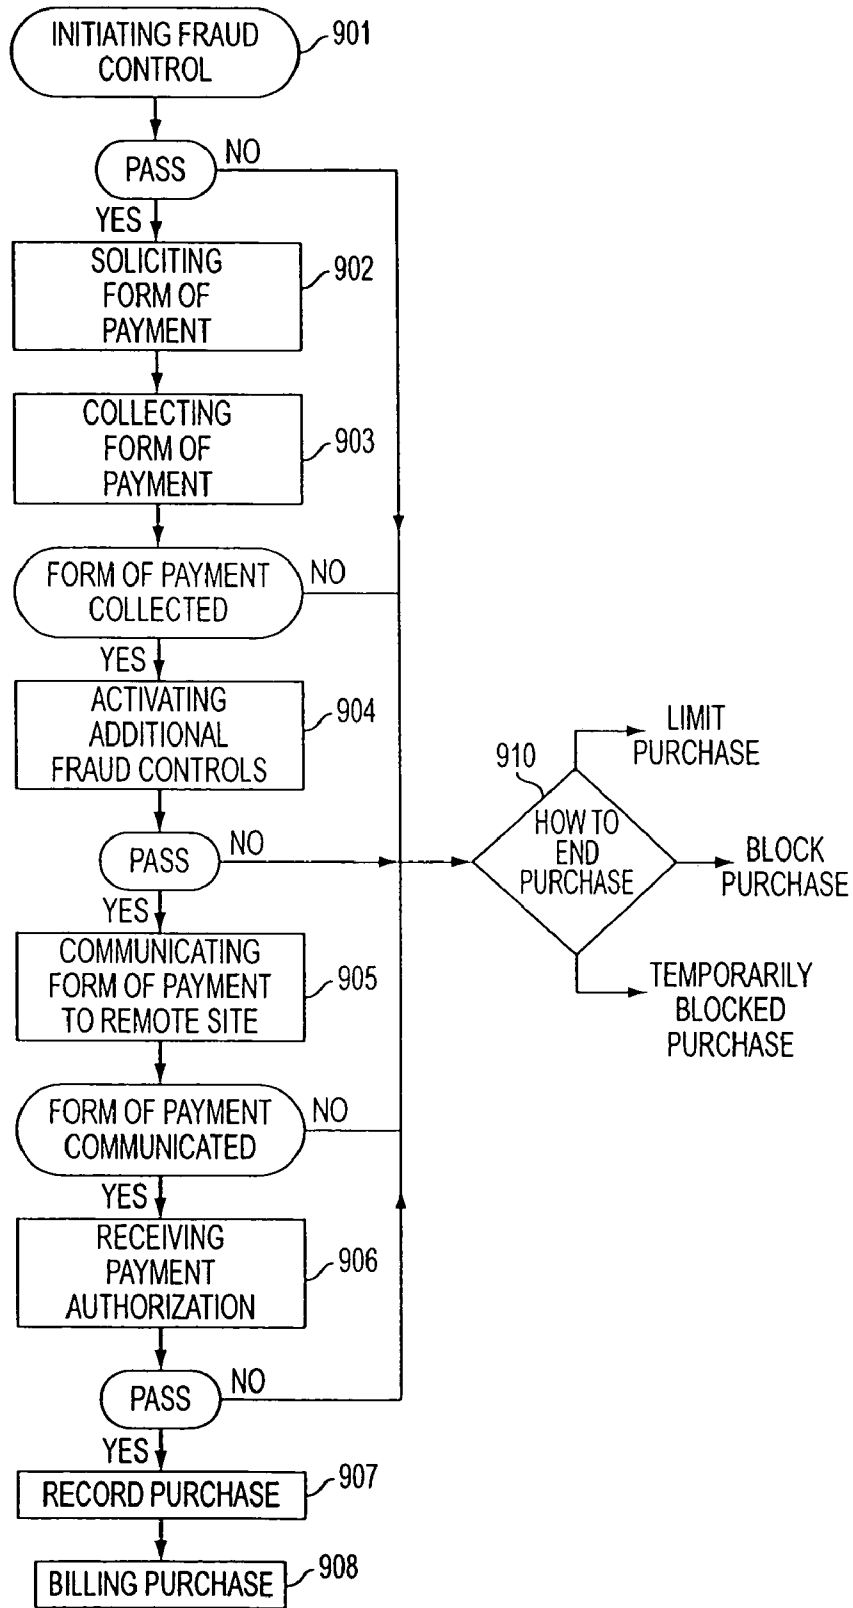 INITIATING FRAUD
CONTROL
901
PASS
NO
YES
SOLICITING
FORM OF
PAYMENT
902
COLLECTING
FORM OF
PAYMENT
903
FORM OF PAYMENT
COLLECTED
NO
YES
ACTIVATING
ADDITIONAL
FRAUD CONTROLS
904
PASS
NO
YES
COMMUNICATING
FORM OF PAYMENT
TO REMOTE SITE
905
FORM OF PAYMENT
COMMUNICATED
NO
YES
RECEIVING
PAYMENT
AUTHORIZATION
906
PASS
NO
YES
RECORD PURCHASE
907
BILLING PURCHASE
908
910
HOW TO
END
PURCHASE
LIMIT
PURCHASE
BLOCK
PURCHASE
TEMPORARILY
BLOCKED
PURCHASE